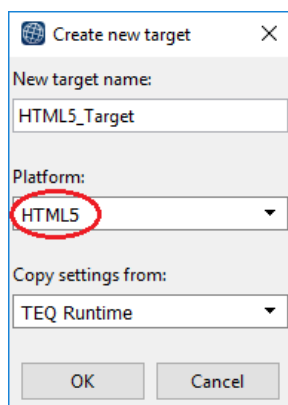 Create new target
New target name:
HTML5_Target
Platform:
HTML5
Copy settings from:
TEQ Runtime
OK Cancel